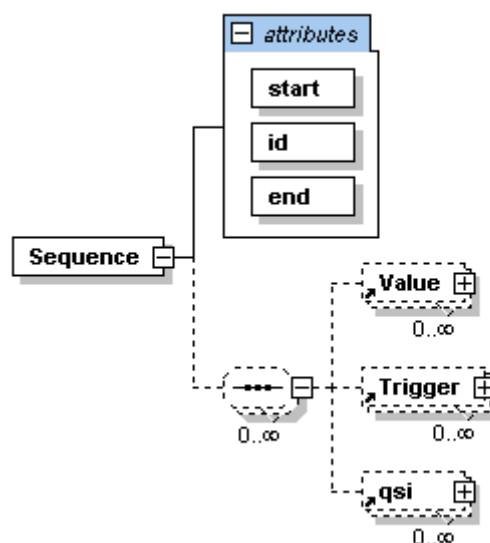 attributes
start
id
end
Sequence
Value
0..∞
Trigger
0..∞
0..∞
qsi
0..∞